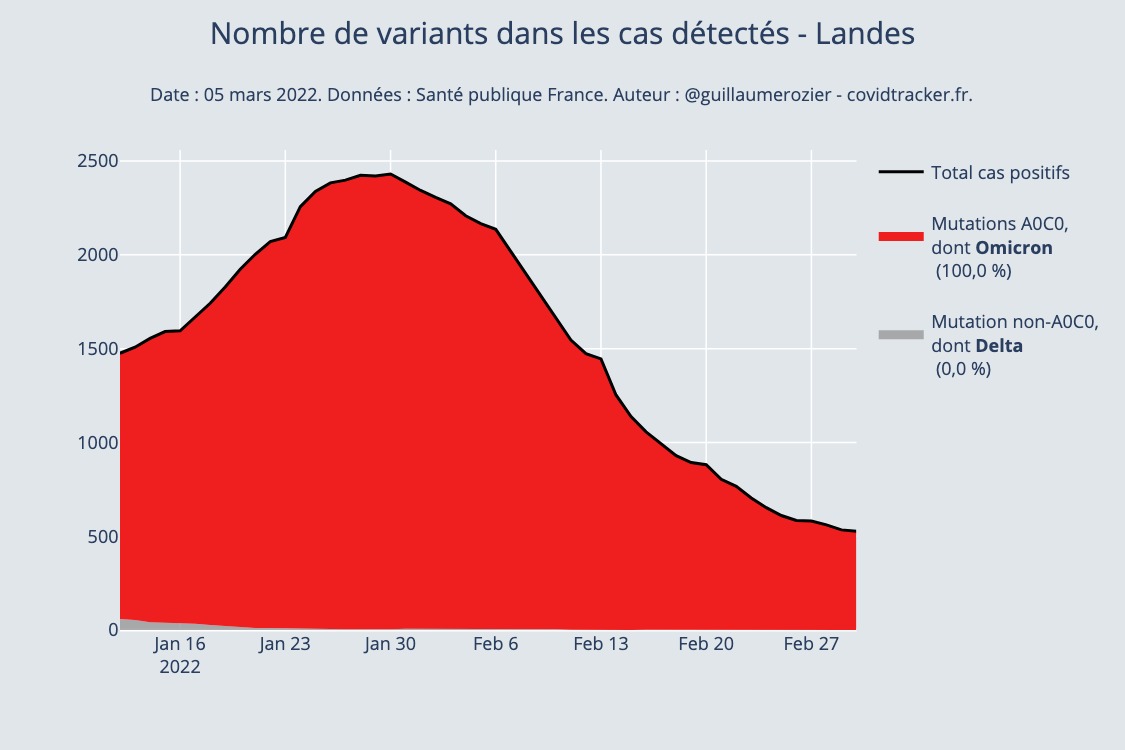 Nombre de variants dans les cas détectés - Landes
Date : 05 mars 2022. Données : Santé publique France. Auteur : @guillaumerozier - covidtracker.fr.
2500
2000
1500
1000
500
0
Jan 16
2022
Jan 23
Jan 30
Feb 6
Feb 13
Feb 20
Feb 27
Total cas positifs
Mutations A0C0,
dont Omicron
(100,0 %)
Mutation non-A0C0,
dont Delta
(0,0 %)